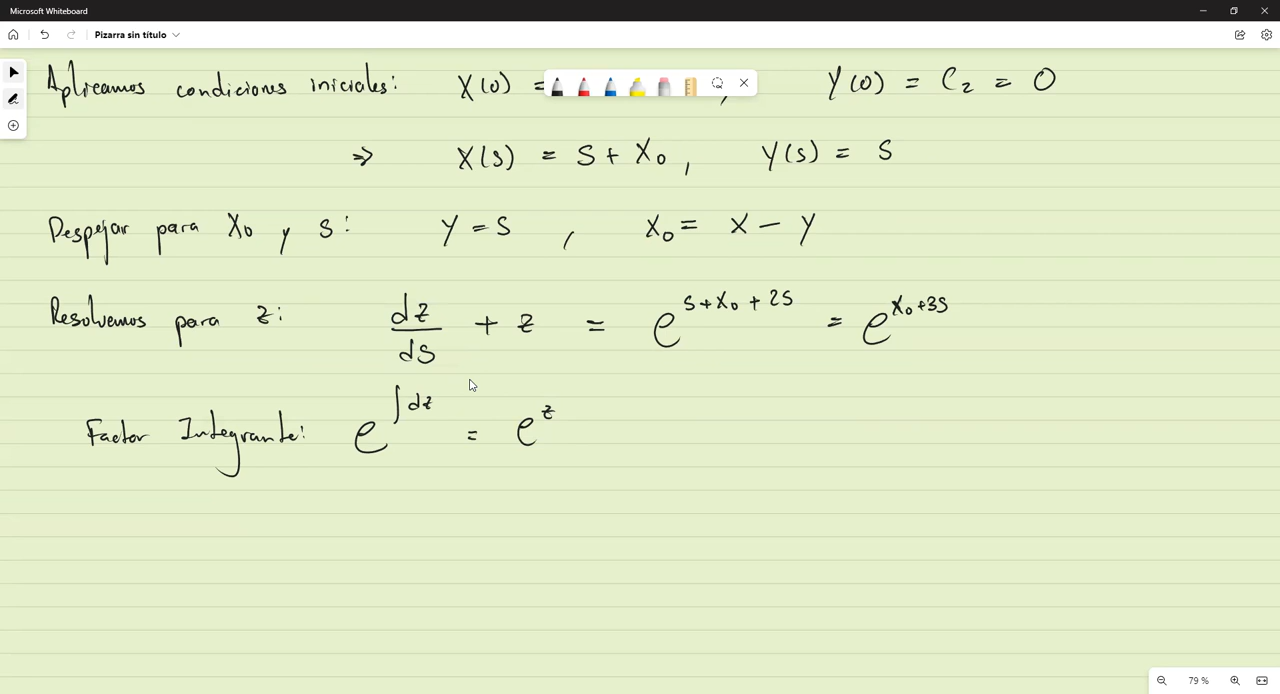 Microsoft Whiteboard
Pizarra sin título
Aplicamos condiciones iniciales: X(0) = , Y(0) = C₂ = 0
⇒ X(s) = s + X₀, Y(s) = s
Despejar para X₀ y s: Y = s, X₀ = X − Y
Resolvemos para z: dz/ds + z = e^(s+X₀+2s) = e^(X₀+3s)
Factor Integrante: e^(∫dz) = e^z
79 %